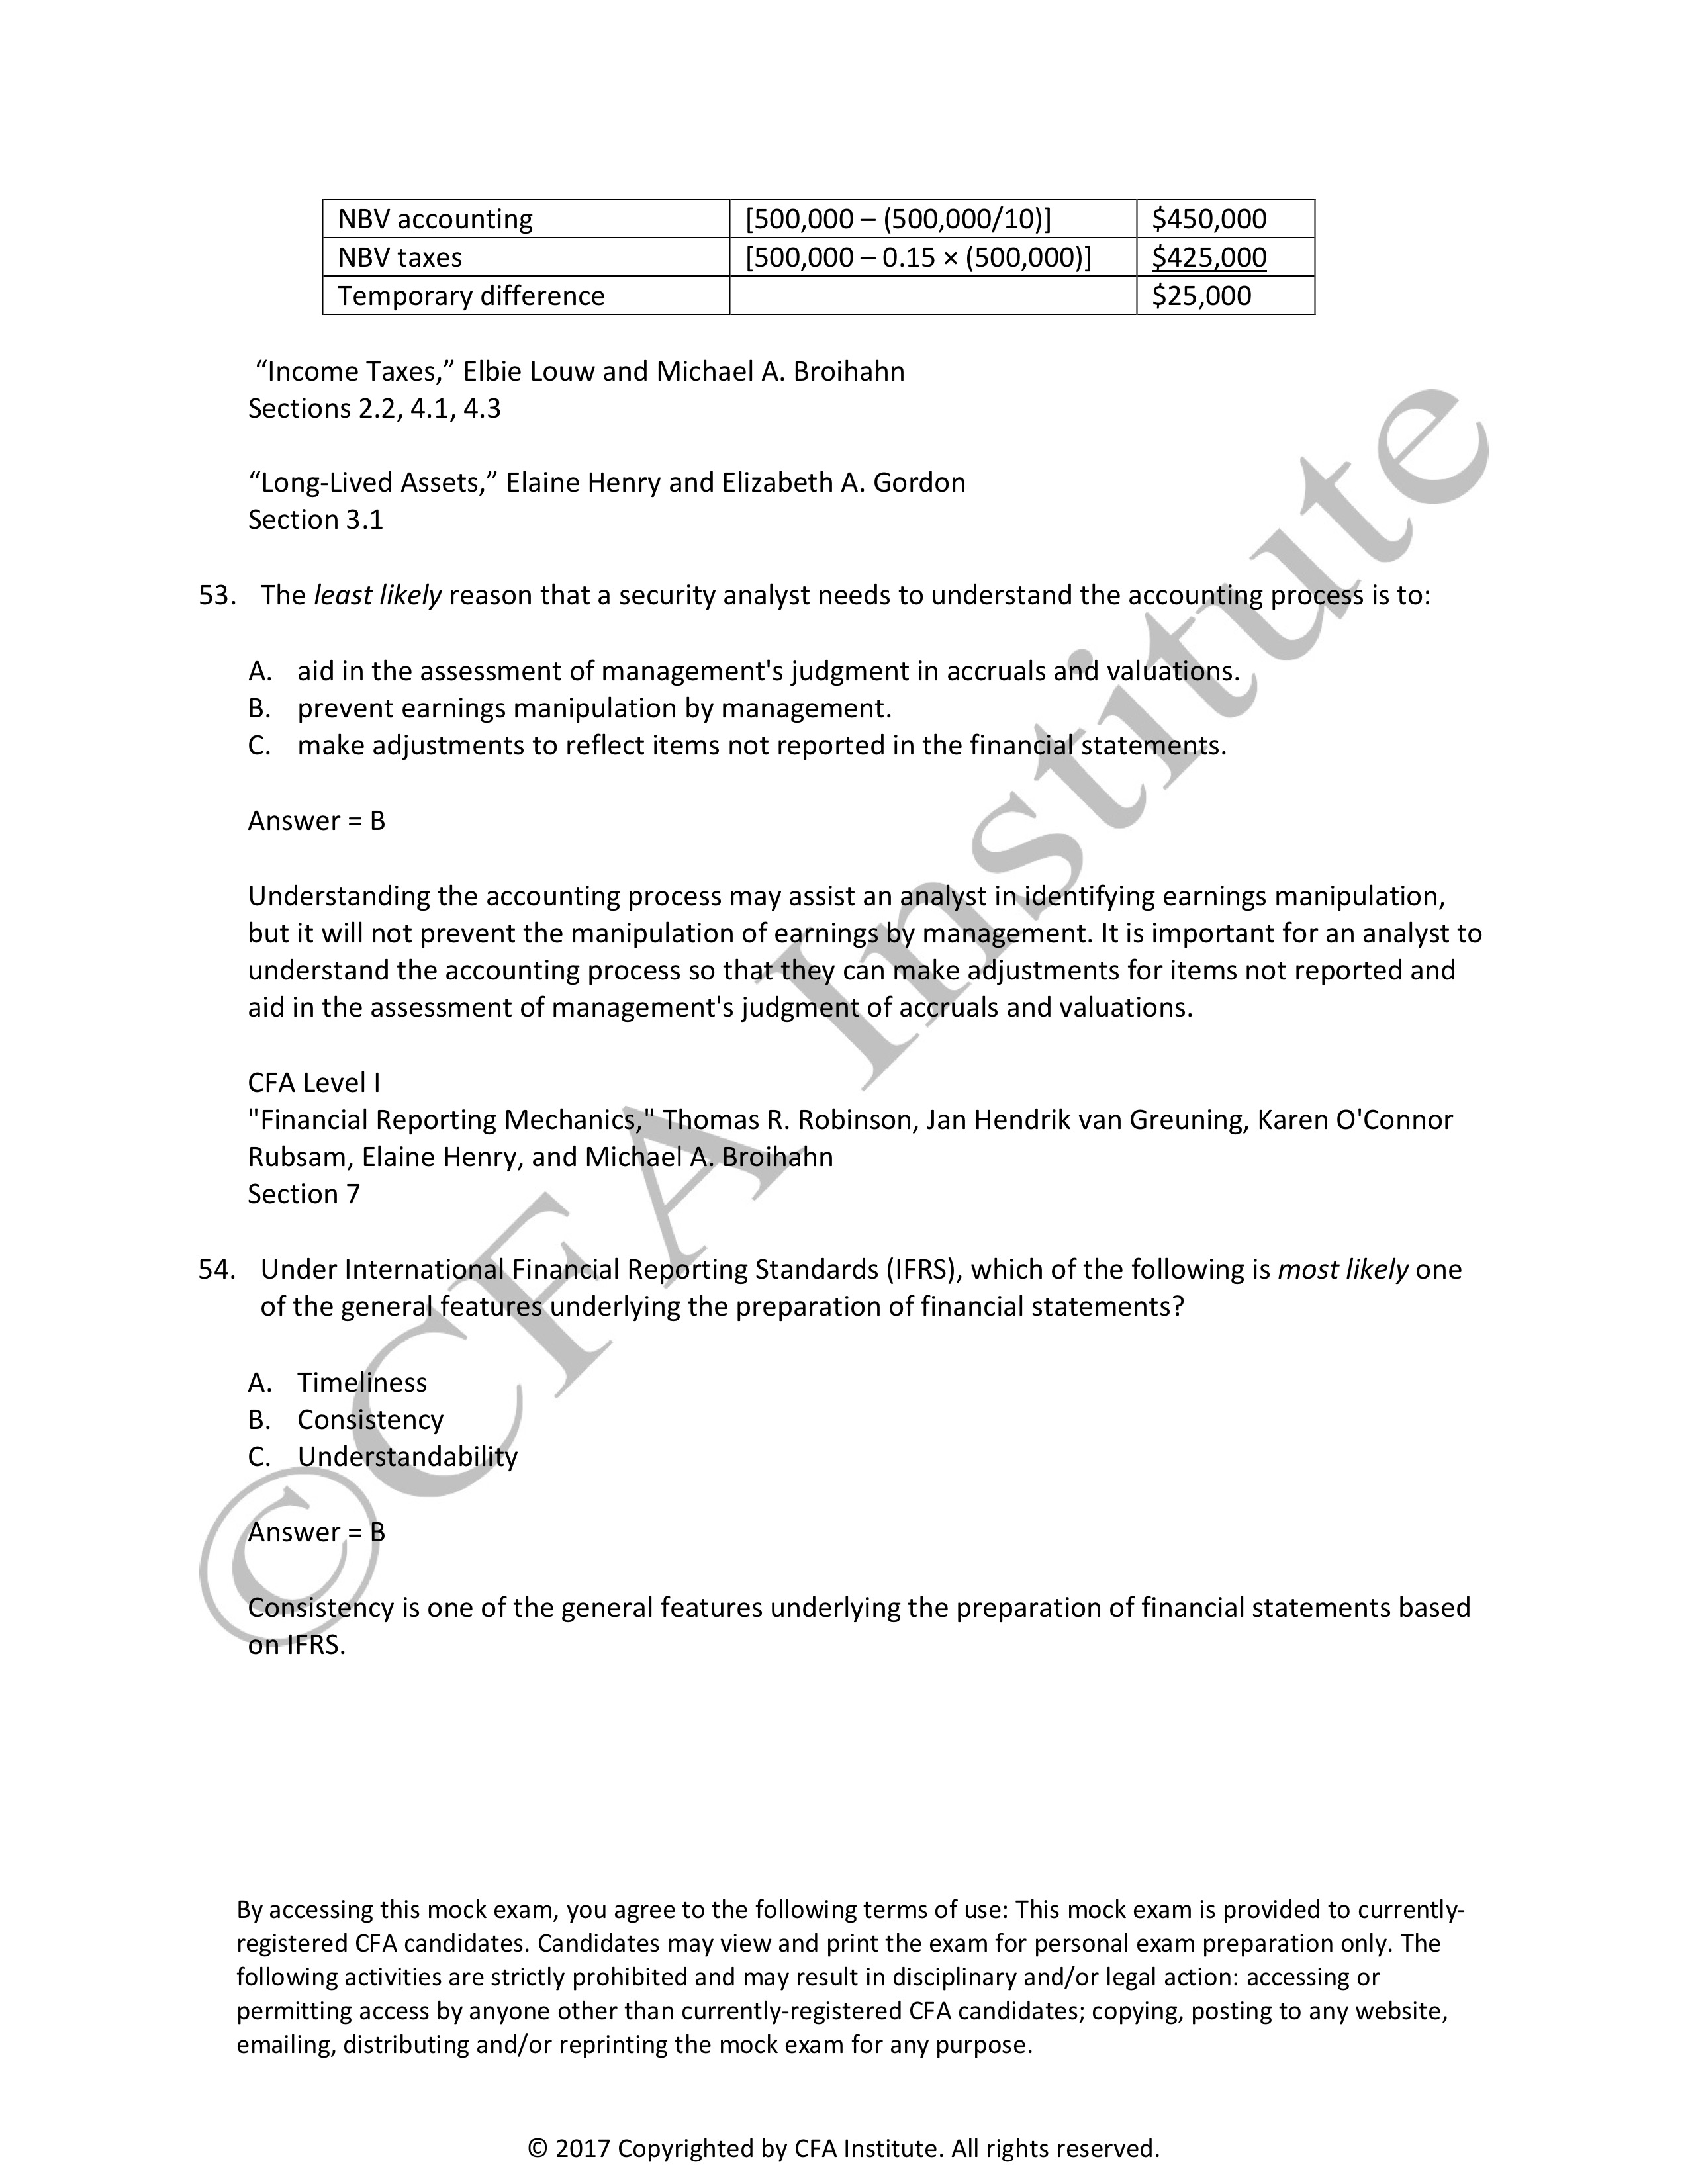 NBV accounting [500,000 – (500,000/10)] $450,000
NBV taxes [500,000 – 0.15 × (500,000)] $425,000
Temporary difference $25,000
“Income Taxes,” Elbie Louw and Michael A. Broihahn
Sections 2.2, 4.1, 4.3
“Long-Lived Assets,” Elaine Henry and Elizabeth A. Gordon
Section 3.1
53. The least likely reason that a security analyst needs to understand the accounting process is to:
A. aid in the assessment of management's judgment in accruals and valuations.
B. prevent earnings manipulation by management.
C. make adjustments to reflect items not reported in the financial statements.
Answer = B
Understanding the accounting process may assist an analyst in identifying earnings manipulation,
but it will not prevent the manipulation of earnings by management. It is important for an analyst to
understand the accounting process so that they can make adjustments for items not reported and
aid in the assessment of management's judgment of accruals and valuations.
CFA Level I
"Financial Reporting Mechanics," Thomas R. Robinson, Jan Hendrik van Greuning, Karen O'Connor
Rubsam, Elaine Henry, and Michael A. Broihahn
Section 7
54. Under International Financial Reporting Standards (IFRS), which of the following is most likely one
of the general features underlying the preparation of financial statements?
A. Timeliness
B. Consistency
C. Understandability
Answer = B
Consistency is one of the general features underlying the preparation of financial statements based
on IFRS.
By accessing this mock exam, you agree to the following terms of use: This mock exam is provided to currently-
registered CFA candidates. Candidates may view and print the exam for personal exam preparation only. The
following activities are strictly prohibited and may result in disciplinary and/or legal action: accessing or
permitting access by anyone other than currently-registered CFA candidates; copying, posting to any website,
emailing, distributing and/or reprinting the mock exam for any purpose.
© 2017 Copyrighted by CFA Institute. All rights reserved.
©CFA Institute